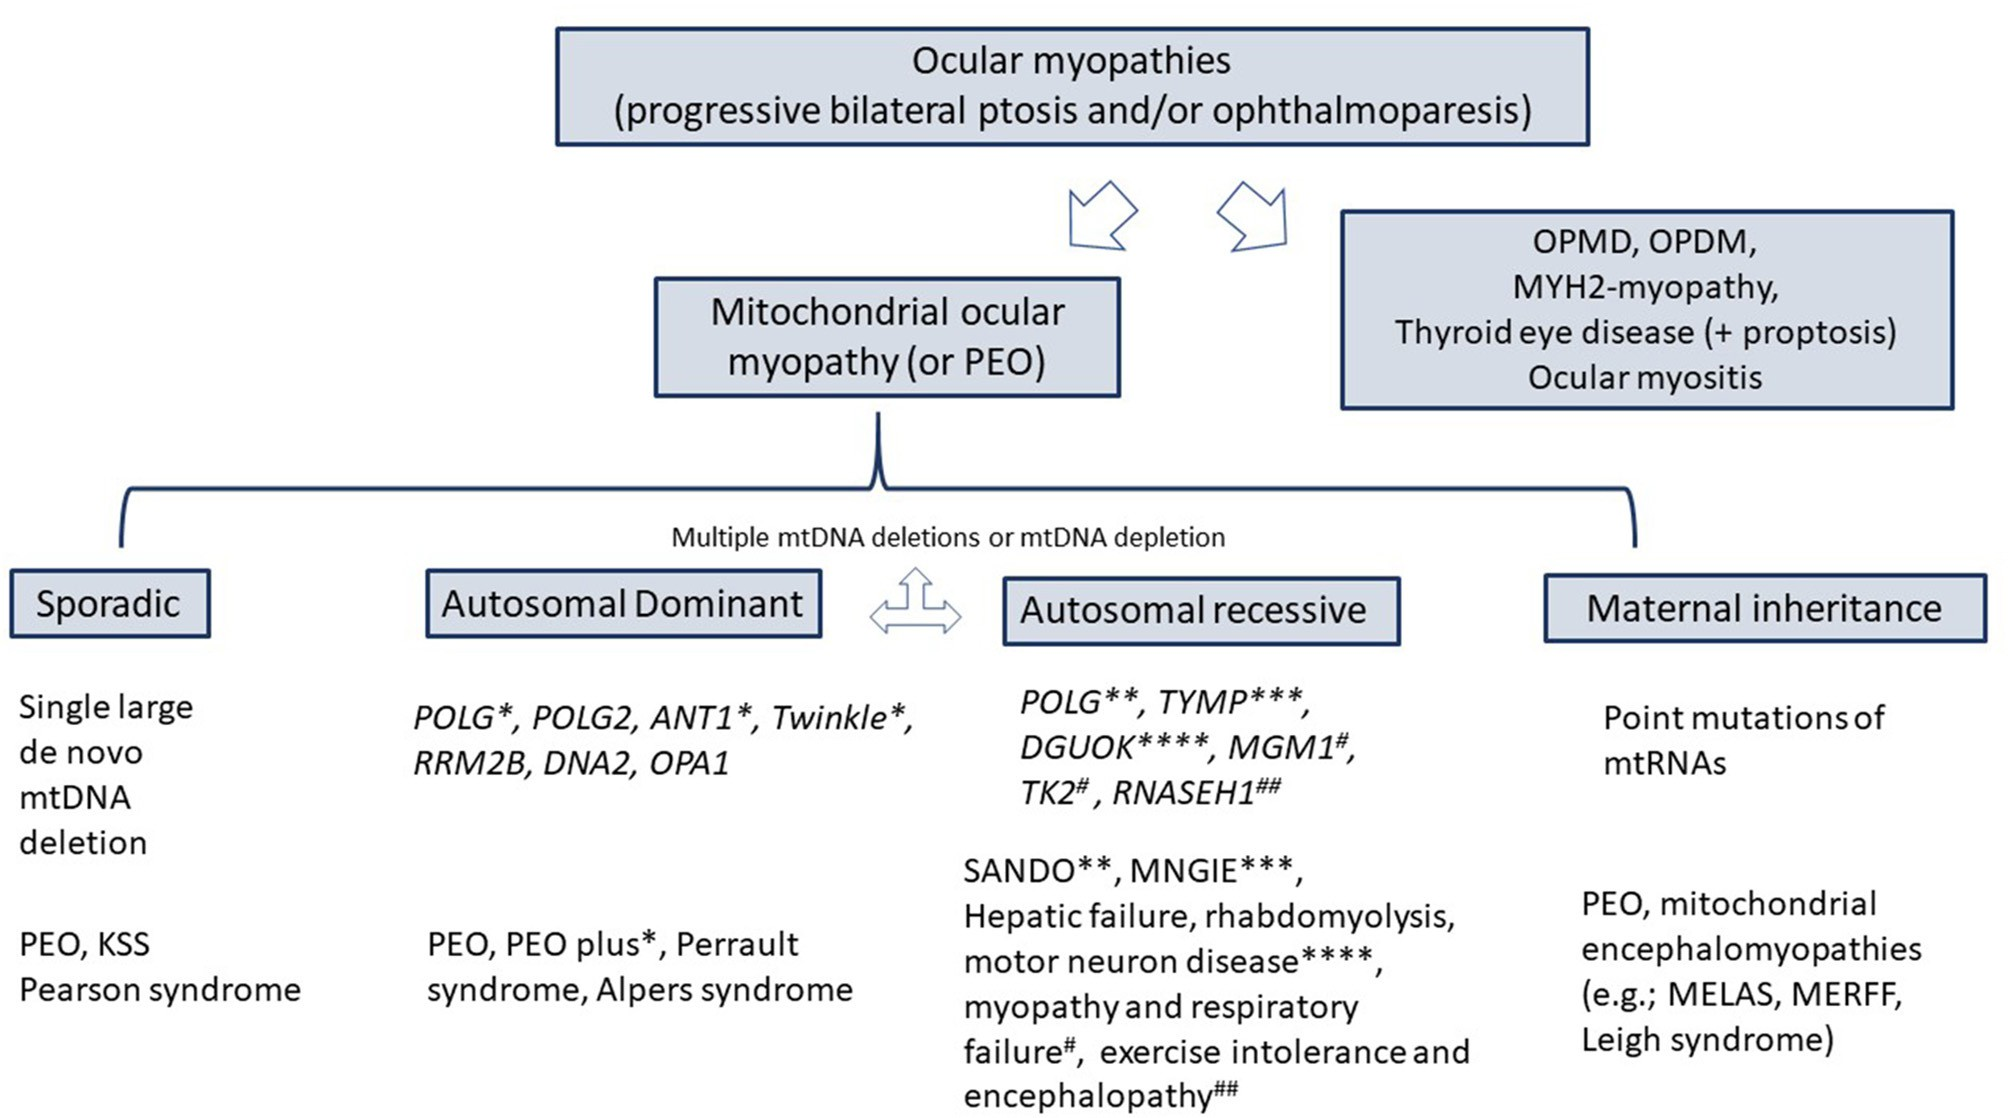 Ocular myopathies
(progressive bilateral ptosis and/or ophthalmoparesis)
OPMD, OPDM,
MYH2-myopathy,
Thyroid eye disease (+ proptosis)
Ocular myositis
Mitochondrial ocular
myopathy (or PEO)
Multiple mtDNA deletions or mtDNA depletion
Sporadic
Single large
de novo
mtDNA
deletion
PEO, KSS
Pearson syndrome
Autosomal Dominant
POLG*, POLG2, ANT1*, Twinkle*,
RRM2B, DNA2, OPA1
PEO, PEO plus*, Perrault
syndrome, Alpers syndrome
Autosomal recessive
POLG**, TYMP***,
DGUOK****, MGM1#,
TK2# , RNASEH1##
SANDO**, MNGIE***,
Hepatic failure, rhabdomyolysis,
motor neuron disease****,
myopathy and respiratory
failure#, exercise intolerance and
encephalopathy##
Maternal inheritance
Point mutations of
mtRNAs
PEO, mitochondrial
encephalomyopathies
(e.g.; MELAS, MERFF,
Leigh syndrome)